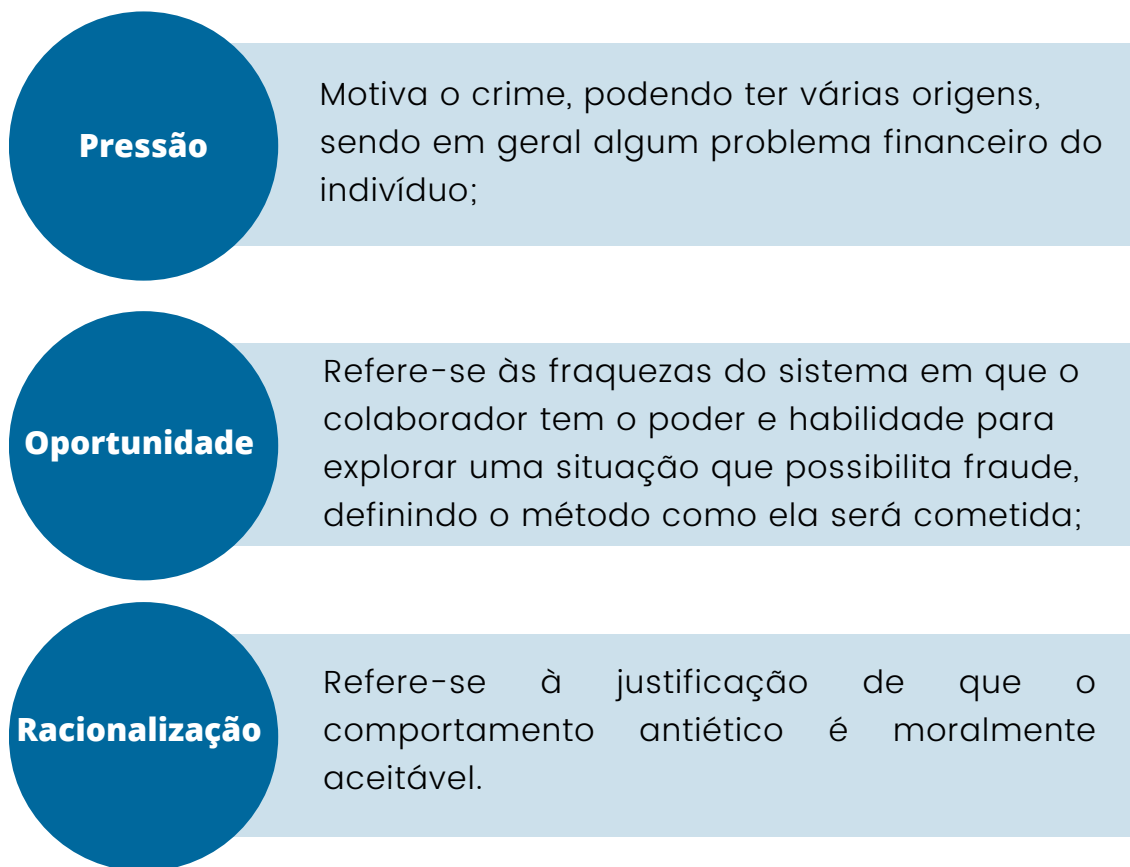 Pressão
Motiva o crime, podendo ter várias origens,
sendo em geral algum problema financeiro do
indivíduo;
Oportunidade
Refere-se às fraquezas do sistema em que o
colaborador tem o poder e habilidade para
explorar uma situação que possibilita fraude,
definindo o método como ela será cometida;
Racionalização
Refere-se à justificação de que o
comportamento antiético é moralmente
aceitável.